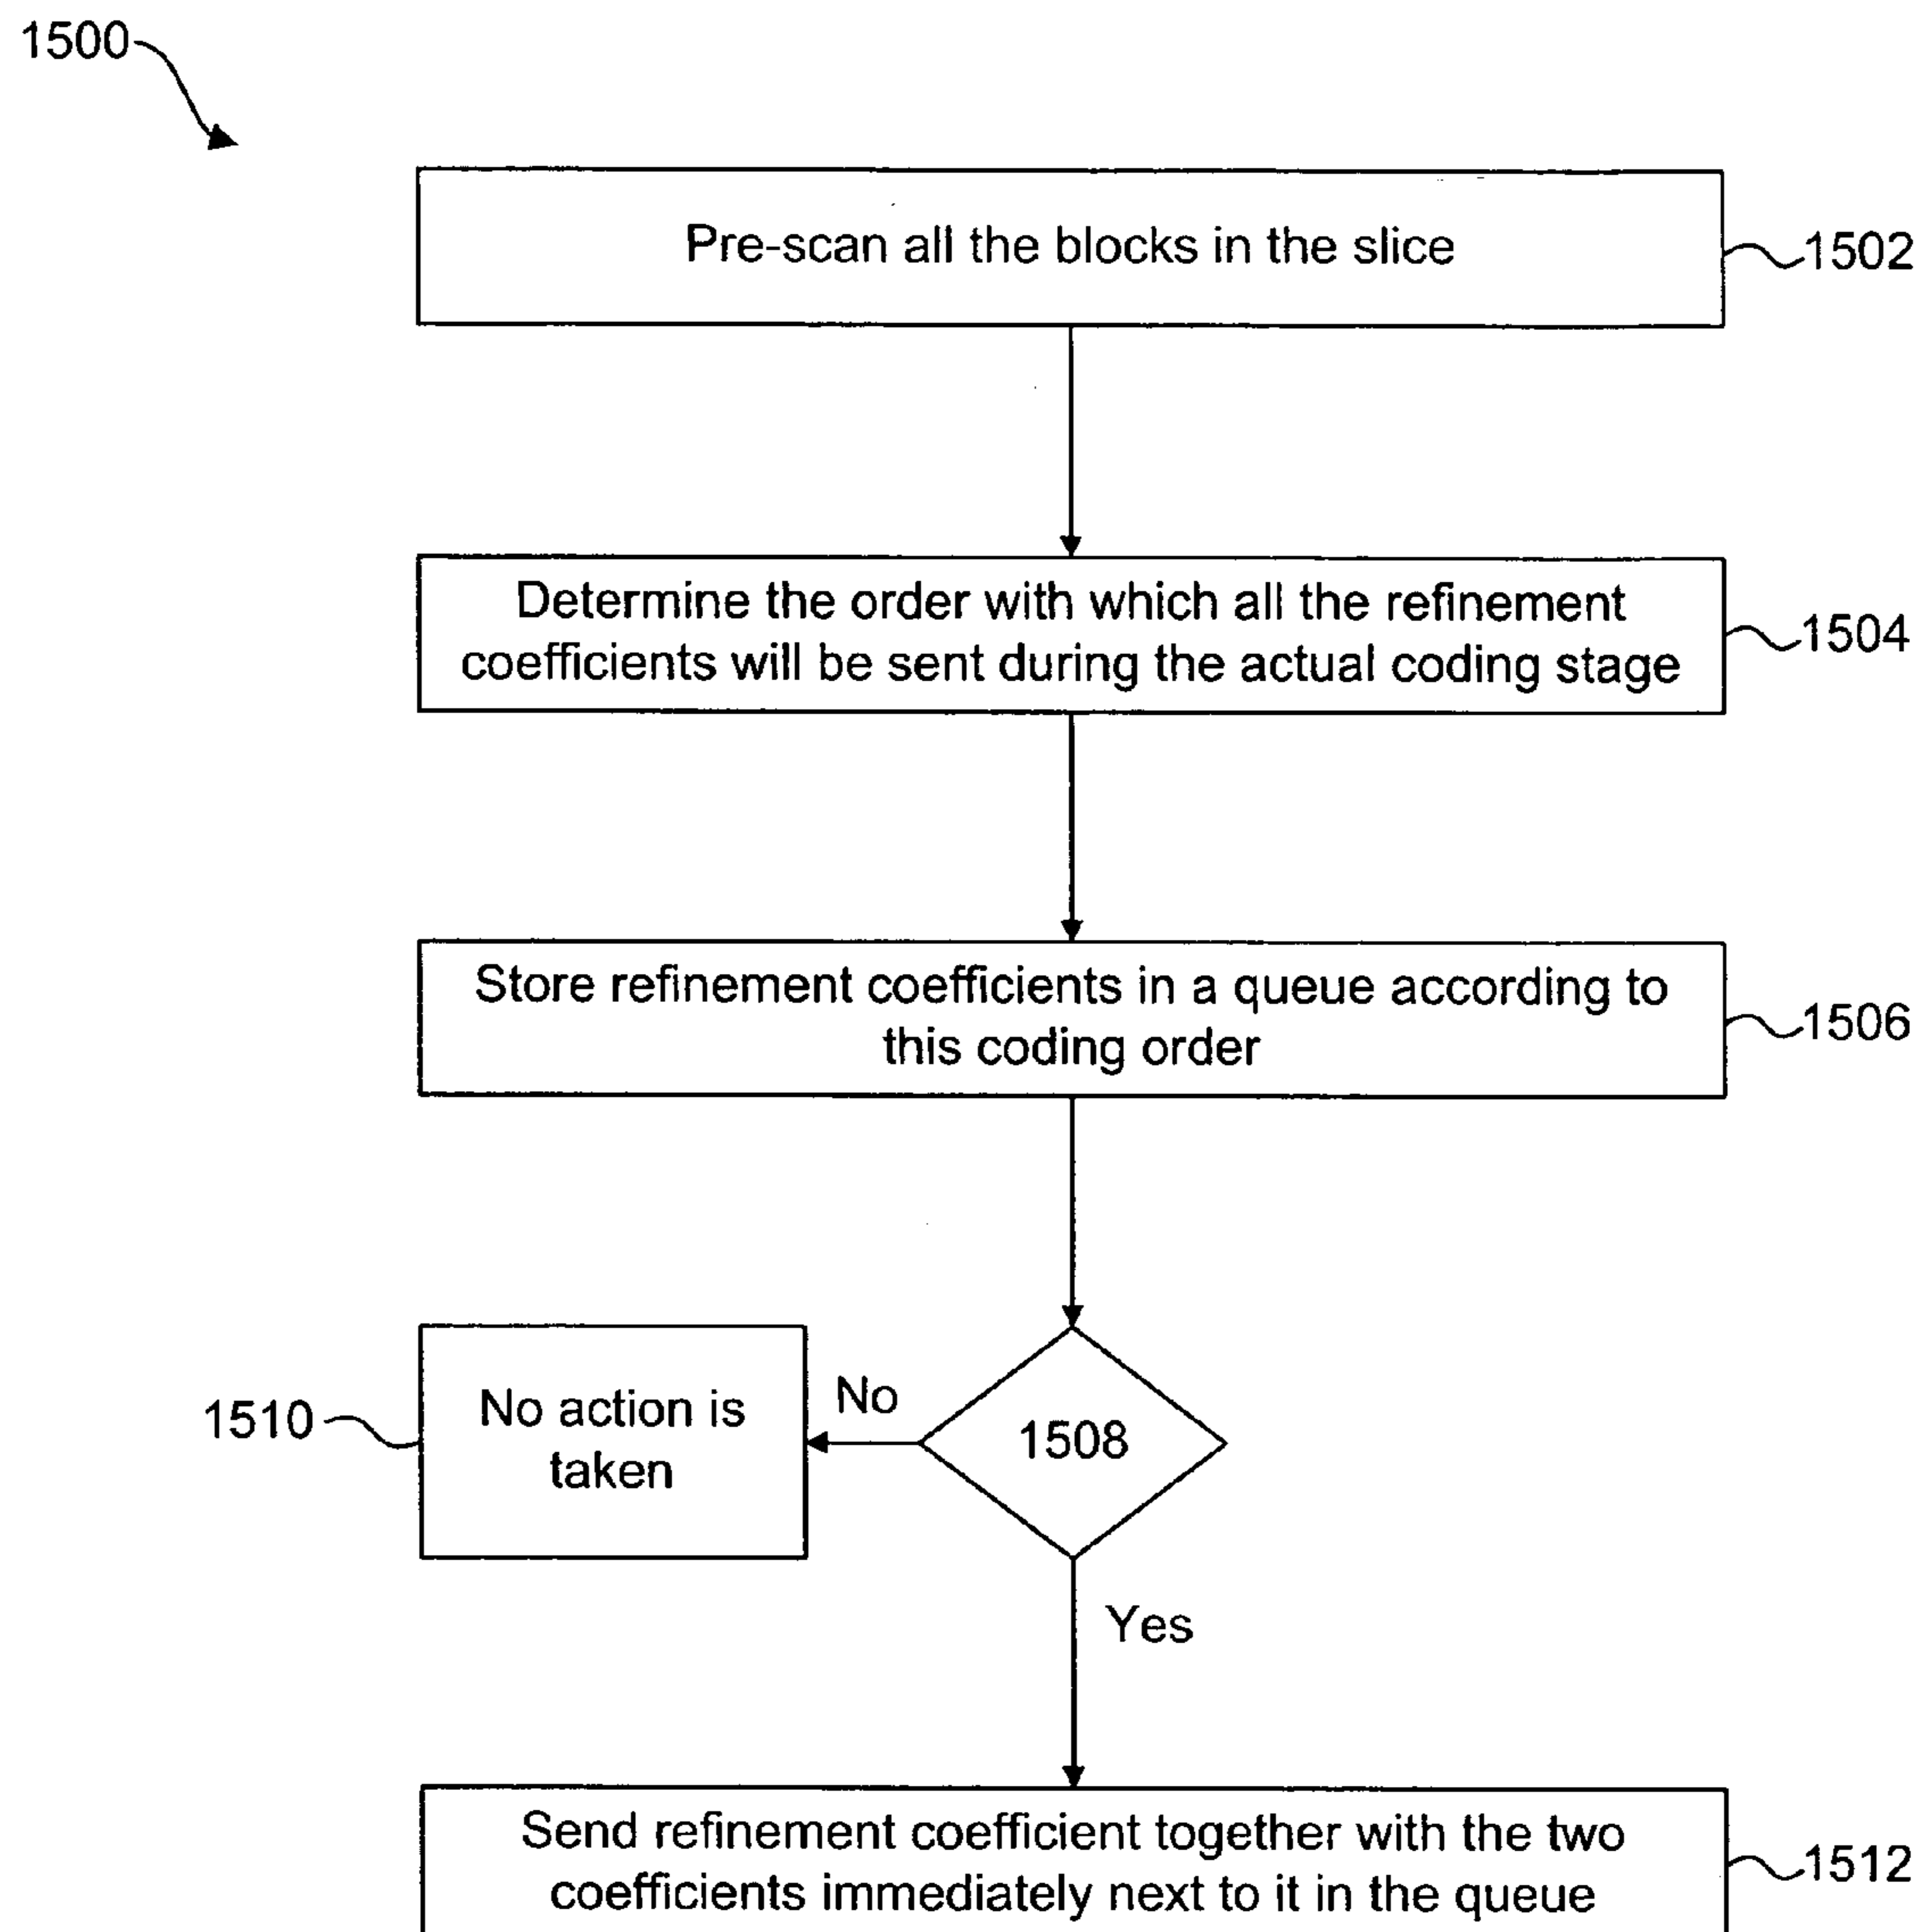 1500
Pre-scan all the blocks in the slice
1502
Determine the order with which all the refinement
coefficients will be sent during the actual coding stage
1504
Store refinement coefficients in a queue according to
this coding order
1506
No action is
taken
1510
No
1508
Yes
Send refinement coefficient together with the two
coefficients immediately next to it in the queue
1512